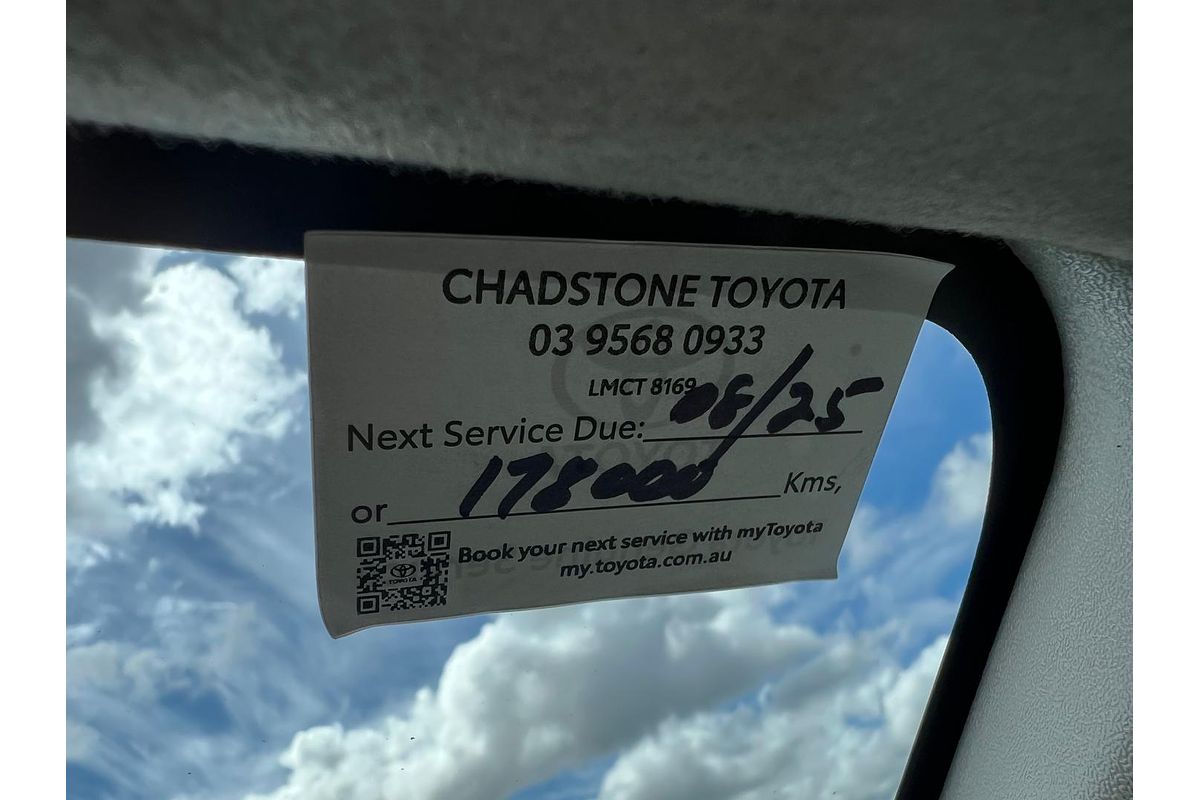 CHADSTONE TOYOTA
03 9568 0933
LMCT 8169
Next Service Due: 08/25
or 178000 Kms,
Book your next service with myToyota
my.toyota.com.au
TOYOTA